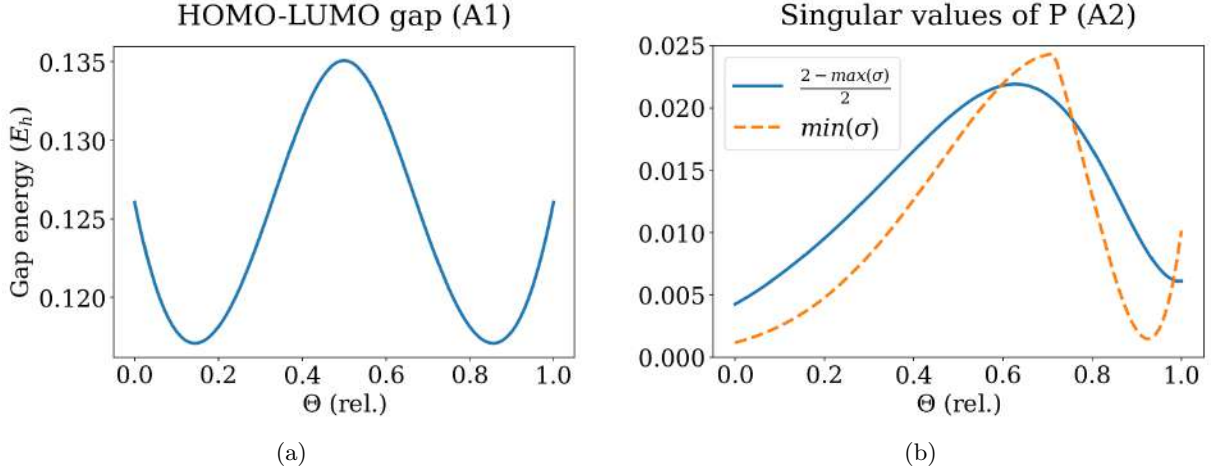 HOMO-LUMO gap (A1)
Gap energy (E_h)
0.135
0.130
0.125
0.120
0.0 0.2 0.4 0.6 0.8 1.0
Θ (rel.)
(a)
Singular values of P (A2)
0.025
0.020
0.015
0.010
0.005
0.000
2 − max(σ)
2
min(σ)
0.0 0.2 0.4 0.6 0.8 1.0
Θ (rel.)
(b)